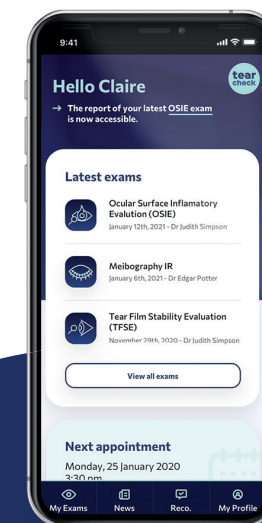 9:41
tear
check
Hello Claire
→ The report of your latest OSIE exam
is now accessible.
Latest exams
Ocular Surface Inflamatory
Evalution (OSIE)
January 12th, 2021 - Dr Judith Simpson
Meibography IR
January 6th, 2021 - Dr Edgar Potter
Tear Film Stability Evaluation
(TFSE)
November 29th, 2020 - Dr Judith Simpson
View all exams
Next appointment
Monday, 25 January 2020
3:30 pm
My Exams
News
Reco.
My Profile